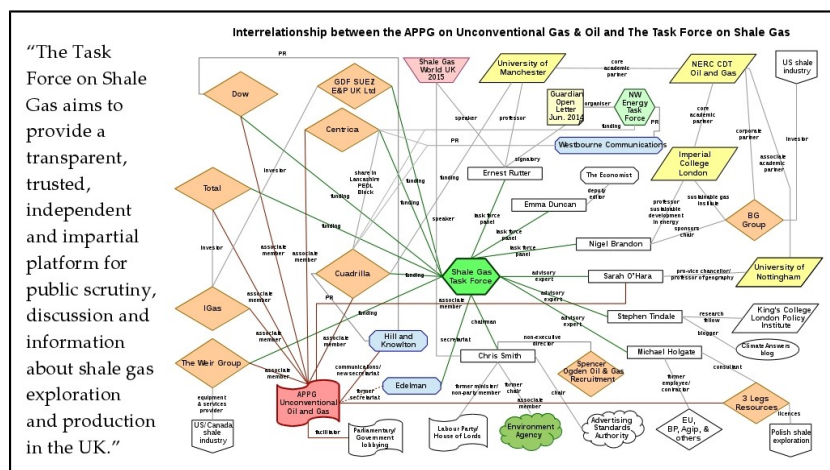 Interrelationship between the APPG on Unconventional Gas & Oil and The Task Force on Shale Gas
“The Task
Force on Shale
Gas aims to
provide a
transparent,
trusted,
independent
and impartial
platform for
public scrutiny,
discussion and
information
about shale gas
exploration
and production
in the UK.”
PR
Shale Gas
World UK
2015
University of
Manchester
core
academic
partner
NERC CDT
Oil and Gas
US shale
industry
GDF SUEZ
E&P UK Ltd
Dow
Guardian
Open
Letter
Jun. 2014
organiser
NW
Energy
Task
Force
speaker
professor
core
academic
partner
corporate
partner
investor
Centrica
funding
PR
PR
Westbourne Communications
associate
academic
partner
Imperial
College
London
signatory
Ernest Rutter
The Economist
share in
Lancashire
PEDL
Block
funding
funding
funding
investor
Total
funding
deputy
editor
Emma Duncan
professor
sustainable
development
in energy
sustainable gas
institute
speaker
task force
panel
task force
panel
sponsors
chair
BG
Group
funding
task force
panel
Nigel Brandon
investor
associate
member
associate
member
Cuadrilla
funding
Shale Gas
Task Force
advisory
expert
Sarah O'Hara
pro-vice chancellor/
professor of geography
University of
Nottingham
IGas
associate
member
PR
associate
member
advisory
expert
Stephen Tindale
research
fellow
King's College
London Policy
Institute
associate
member
Hill and
Knowlton
secretariat
chairman
advisory
expert
non-executive
director
blogger
Climate Answers
blog
The Weir Group
associate
member
communications/
new secretariat
Chris Smith
Michael Holgate
Spencer
Ogden Oil & Gas
Recruitment
consultant
former
secretariat
Edelman
APPG
Unconventional
Oil and Gas
equipment
& services
provider
former minister/
non-party member
former
chair
associate
member
chair
former
employee/
contractor
3 Legs
Resources
licences
US/Canada
shale
industry
facilitator
Parliamentary/
Government
lobbying
Labour Party/
House of Lords
Environment
Agency
Advertising
Standards
Authority
EU,
BP, Agip, &
others
Polish shale
exploration